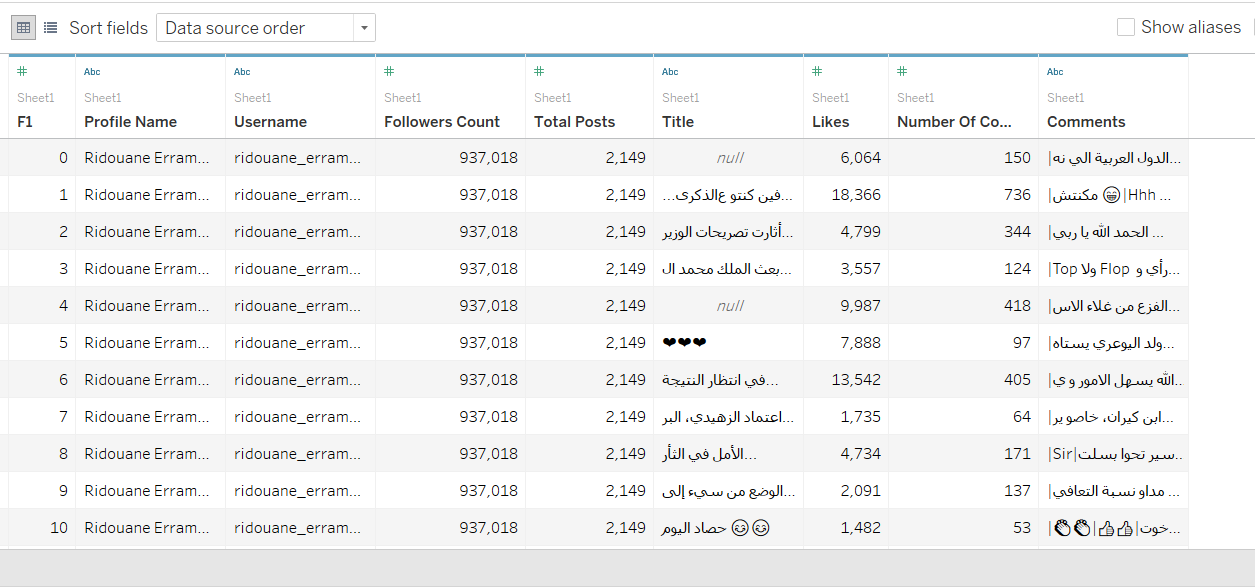 Sort fields Data source order Show aliases
# Abc Abc # # Abc # # Abc
Sheet1 Sheet1 Sheet1 Sheet1 Sheet1 Sheet1 Sheet1 Sheet1 Sheet1
F1 Profile Name Username Followers Count Total Posts Title Likes Number Of Co... Comments
0 Ridouane Erram... ridouane_erram... 937,018 2,149 null 6,064 150 |الدول العربية الي نه...
1 Ridouane Erram... ridouane_erram... 937,018 2,149 فين كنتو ع​الذكرى... 18,366 736 |مكنتش 😁|Hhh ...
2 Ridouane Erram... ridouane_erram... 937,018 2,149 أثارت تصريحات الوزير... 4,799 344 |الحمد الله يا ربي ...
3 Ridouane Erram... ridouane_erram... 937,018 2,149 بعث الملك محمد ال... 3,557 124 |Top ولا Flop رأي و...
4 Ridouane Erram... ridouane_erram... 937,018 2,149 null 9,987 418 |الفزع من غلاء الاس...
5 Ridouane Erram... ridouane_erram... 937,018 2,149 ❤❤❤ 7,888 97 |ولد اليوعري يستاه...
6 Ridouane Erram... ridouane_erram... 937,018 2,149 في انتظار النتيجة... 13,542 405 |الله يسهل الامور و ي...
7 Ridouane Erram... ridouane_erram... 937,018 2,149 اعتماد الزهيدي، البر... 1,735 64 |ابن كيران، خاصو ير...
8 Ridouane Erram... ridouane_erram... 937,018 2,149 الأمل في الثأر... 4,734 171 |Sir|سير تحوا بسلت...
9 Ridouane Erram... ridouane_erram... 937,018 2,149 الوضع من سيء إلى... 2,091 137 |مداو نسبة التعافي ...
10 Ridouane Erram... ridouane_erram... 937,018 2,149 حصاد اليوم 😋😋 1,482 53 |👏👏|👍👍|خوت...